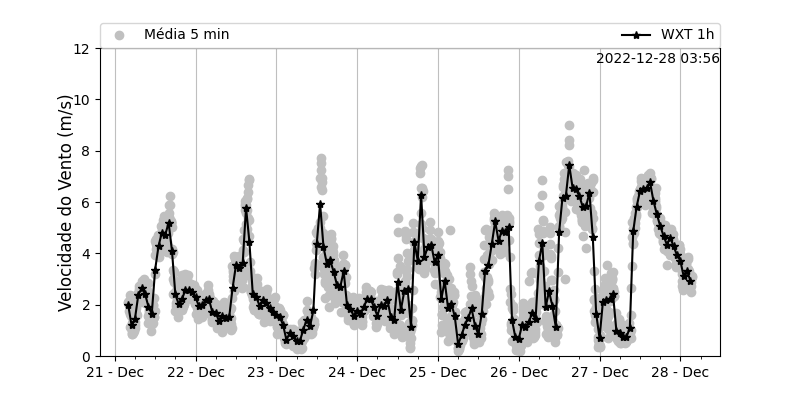 Média 5 min
WXT 1h
2022-12-28 03:56
Velocidade do Vento (m/s)
12
10
8
6
4
2
0
21 - Dec
22 - Dec
23 - Dec
24 - Dec
25 - Dec
26 - Dec
27 - Dec
28 - Dec